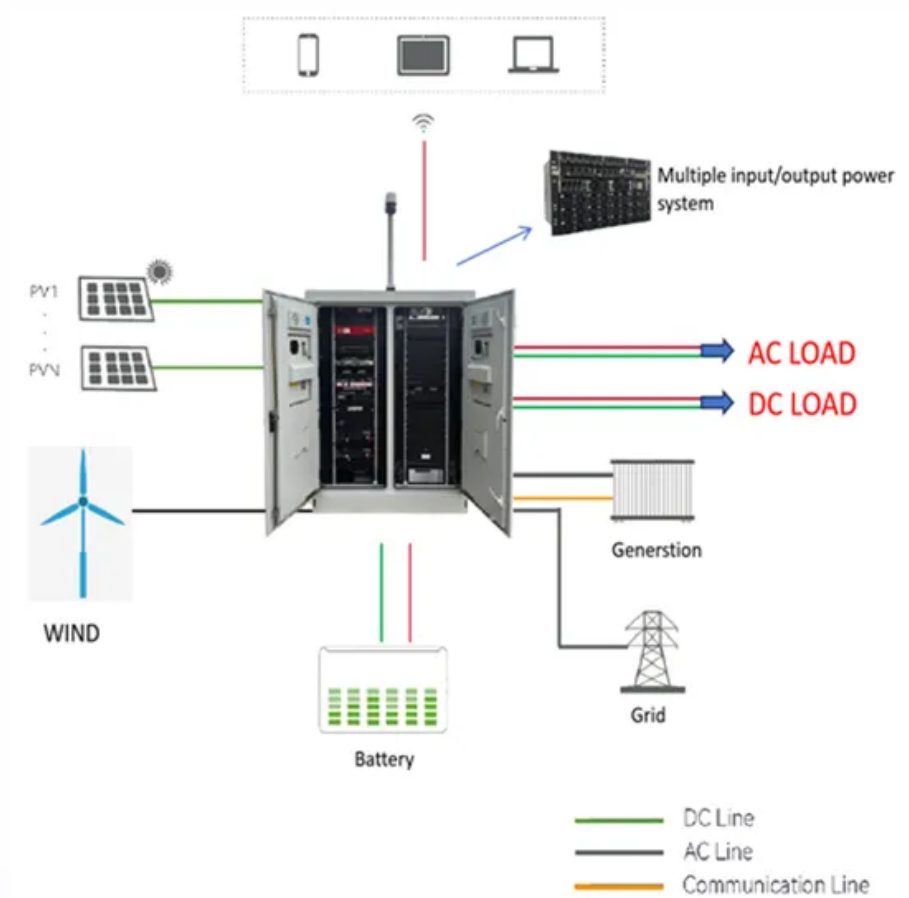 Multiple input/output power
system
PV1
PVN
AC LOAD
DC LOAD
WIND
Generstion
Grid
Battery
DC Line
AC Line
Communication Line